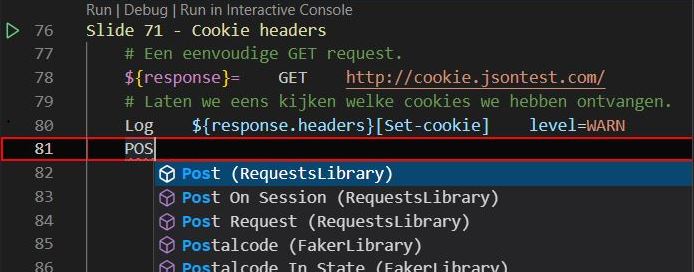 Run | Debug | Run in Interactive Console
76 Slide 71 - Cookie headers
77 # Een eenvoudige GET request.
78 ${response}= GET http://cookie.jsontest.com/
79 # Laten we eens kijken welke cookies we hebben ontvangen.
80 Log ${response.headers}[Set-cookie] level=WARN
81 POS
82 Post (RequestsLibrary)
83 Post On Session (RequestsLibrary)
84 Post Request (RequestsLibrary)
85 Postalcode (FakerLibrary)
86 Postalcode In State (FakerLibrary)